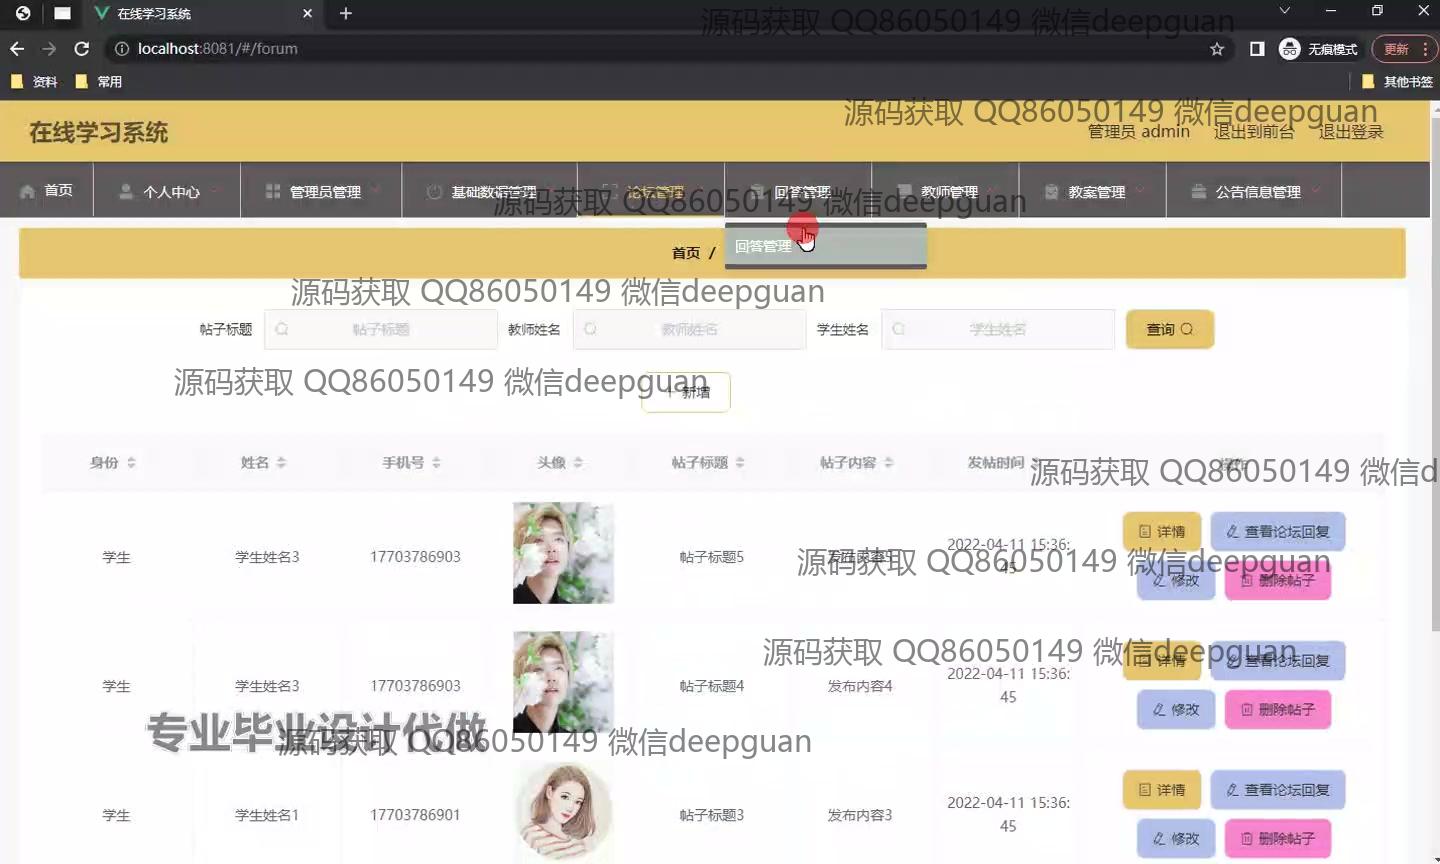 在线学习系统
localhost:8081/#/forum
无痕模式
更新
资料
常用
其他书签
源码获取 QQ86050149 微信deepguan
在线学习系统
源码获取 QQ86050149 微信deepguan
管理员 admin
退出到前台
退出登录
首页
个人中心
管理员管理
基础数据管理
论坛管理
回答管理
教师管理
教案管理
公告信息管理
源码获取 QQ86050149 微信deepguan
首页 /
回答管理
源码获取 QQ86050149 微信deepguan
帖子标题
帖子标题
教师姓名
教师姓名
学生姓名
学生姓名
查询
源码获取 QQ86050149 微信deepguan
+ 新增
身份
姓名
手机号
头像
帖子标题
帖子内容
发帖时间
操作
源码获取 QQ86050149 微信d
学生
学生姓名3
17703786903
帖子标题5
2022-04-11 15:36:
45
详情
查看论坛回复
修改
删除帖子
源码获取 QQ86050149 微信deepguan
源码获取 QQ86050149 微信deepguan
学生
学生姓名3
17703786903
帖子标题4
发布内容4
2022-04-11 15:36:
45
详情
查看论坛回复
修改
删除帖子
专业毕业设计代做
源码获取 QQ86050149 微信deepguan
学生
学生姓名1
17703786901
帖子标题3
发布内容3
2022-04-11 15:36:
45
详情
查看论坛回复
修改
删除帖子